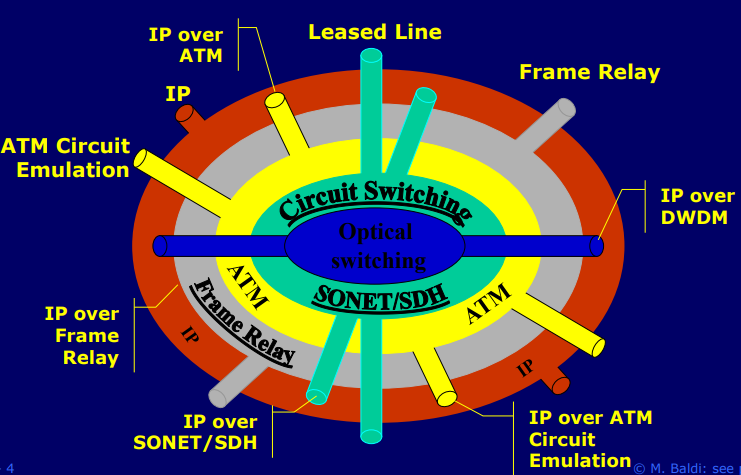 Leased Line
IP over
ATM
Frame Relay
IP
ATM Circuit
Emulation
IP over
DWDM
Circuit Switching
Optical
switching
SONET/SDH
ATM
ATM
Frame Relay
IP
IP
IP over
Frame
Relay
IP over
SONET/SDH
IP over ATM
Circuit
Emulation
- 4
© M. Baldi: see